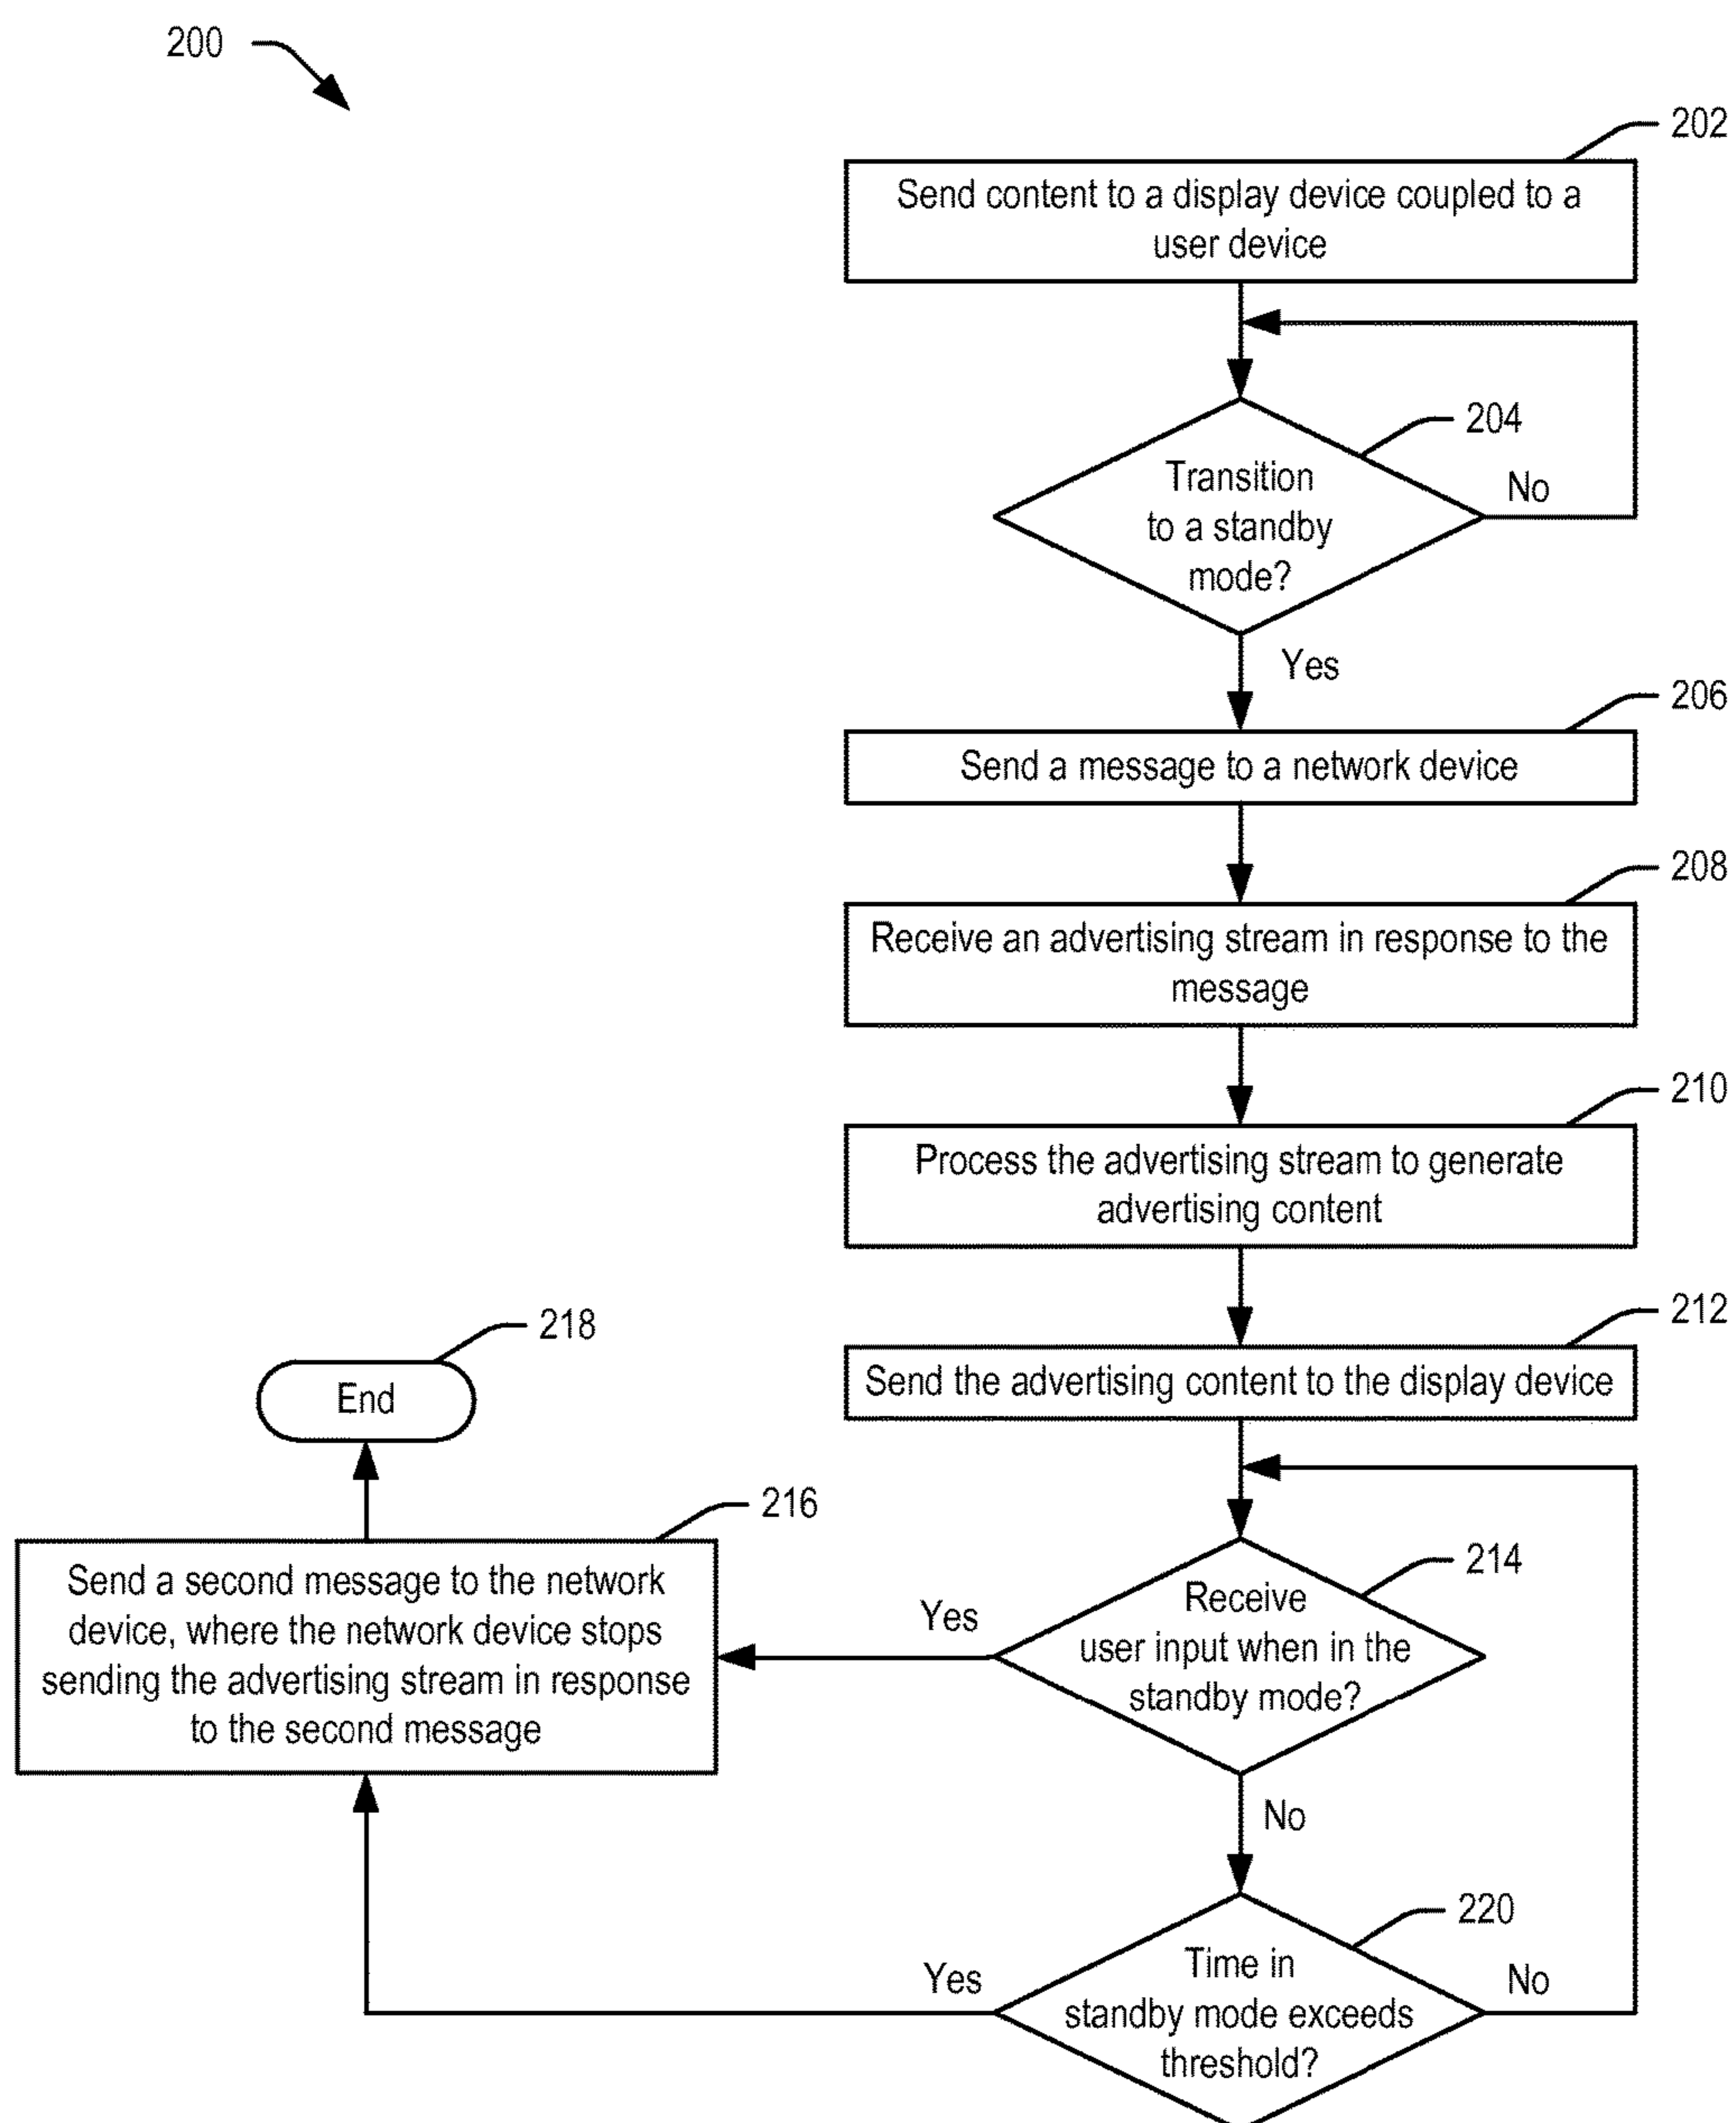 200
202
Send content to a display device coupled to a
user device
204
Transition
to a standby
mode?
No
Yes
206
Send a message to a network device
208
Receive an advertising stream in response to the
message
210
Process the advertising stream to generate
advertising content
212
Send the advertising content to the display device
218
End
216
Send a second message to the network
device, where the network device stops
sending the advertising stream in response
to the second message
214
Receive
user input when in the
standby mode?
Yes
No
220
Time in
standby mode exceeds
threshold?
Yes
No